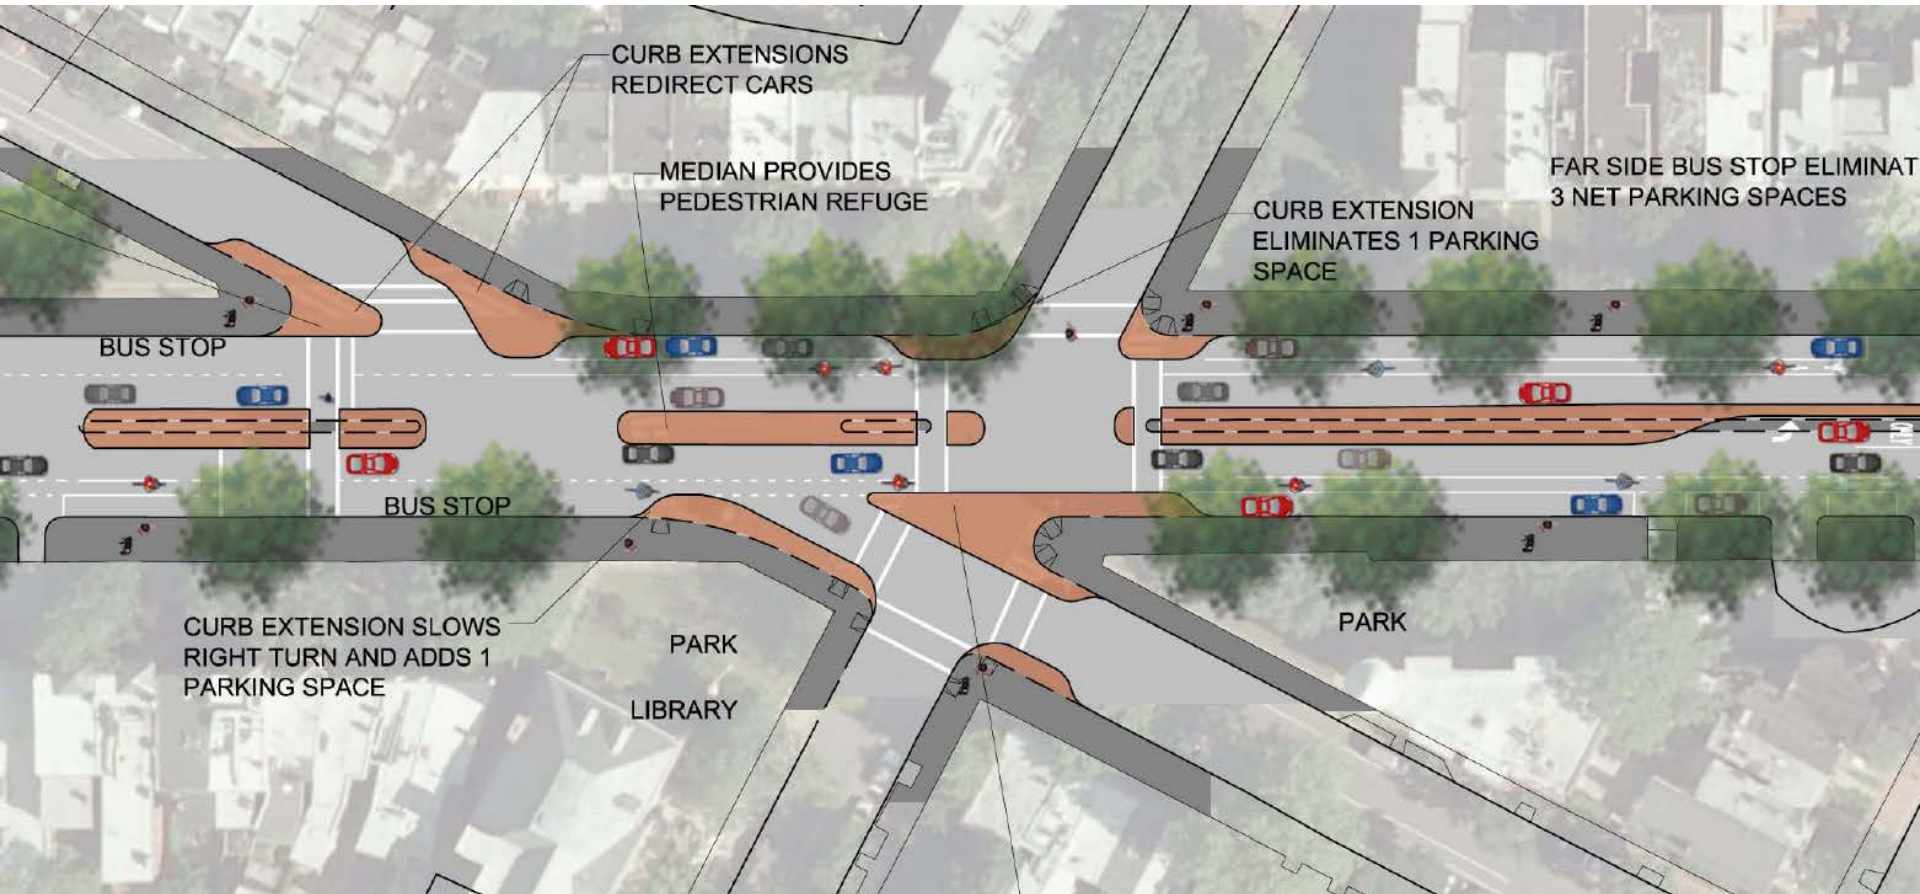 CURB EXTENSIONS
REDIRECT CARS
MEDIAN PROVIDES
PEDESTRIAN REFUGE
FAR SIDE BUS STOP ELIMINAT
3 NET PARKING SPACES
CURB EXTENSION
ELIMINATES 1 PARKING
SPACE
BUS STOP
ONLY
BUS STOP
CURB EXTENSION SLOWS
RIGHT TURN AND ADDS 1
PARKING SPACE
PARK
LIBRARY
PARK